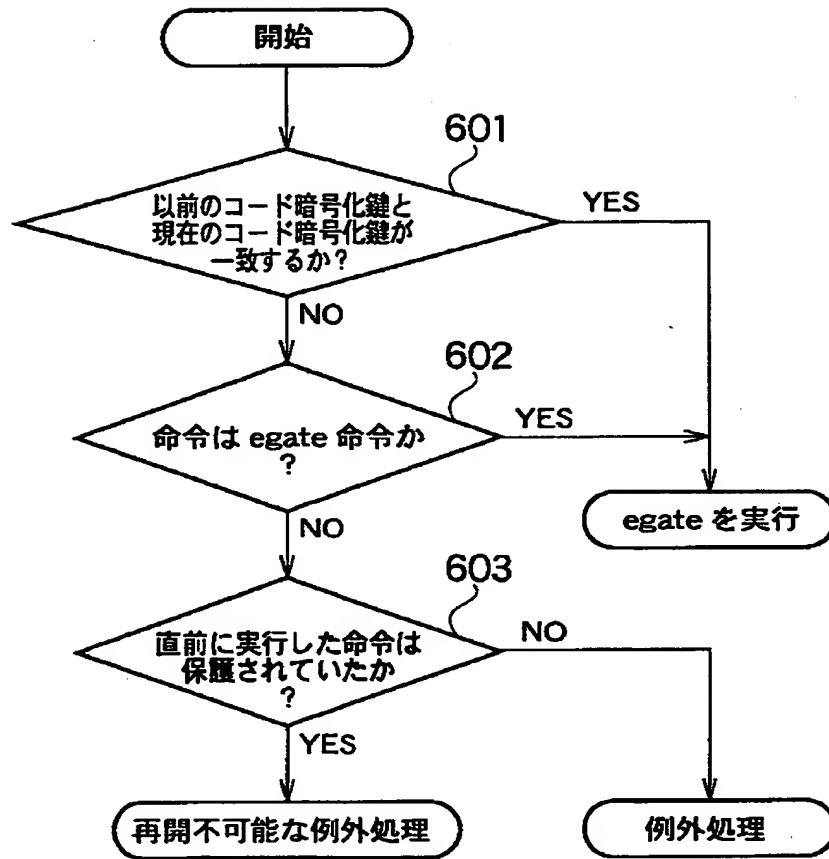 開始
601
以前のコード暗号化鍵と
現在のコード暗号化鍵が
一致するか？
YES
NO
602
命令は egate 命令か
？
YES
egate を実行
NO
603
直前に実行した命令は
保護されていたか
？
NO
YES
再開不可能な例外処理
例外処理